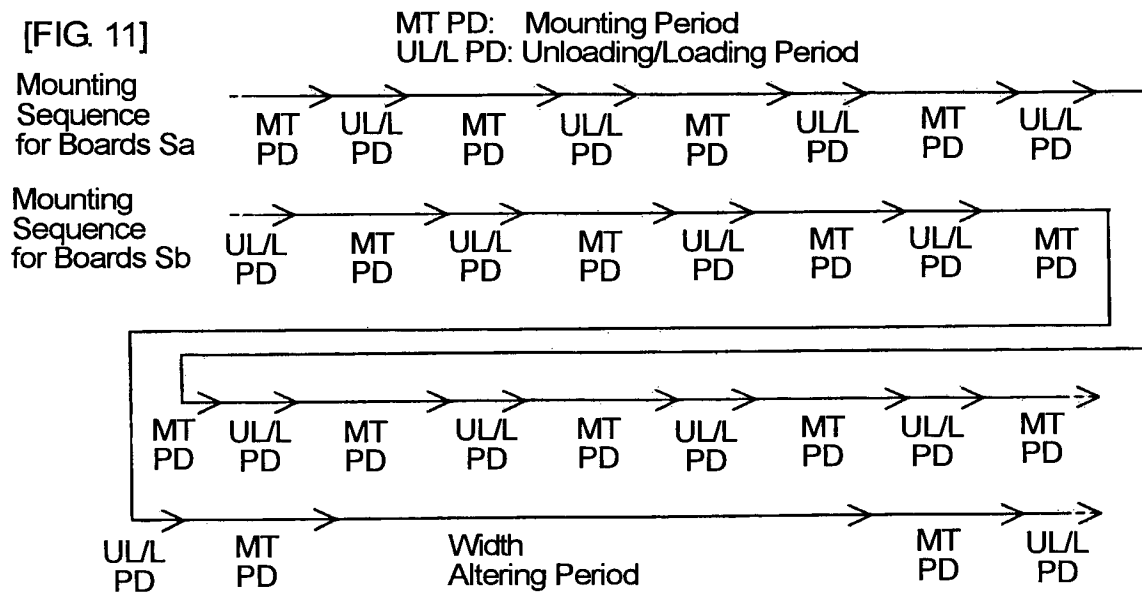 [FIG. 11]
MT PD: Mounting Period
UL/L PD: Unloading/Loading Period
Mounting
Sequence
for Boards Sa
MT UL/L MT UL/L MT UL/L MT UL/L
PD PD PD PD PD PD PD PD
Mounting
Sequence
for Boards Sb
UL/L MT UL/L MT UL/L MT UL/L MT
PD PD PD PD PD PD PD PD
MT UL/L MT UL/L MT UL/L MT UL/L MT
PD PD PD PD PD PD PD PD PD
UL/L MT Width MT UL/L
PD PD Altering Period PD PD